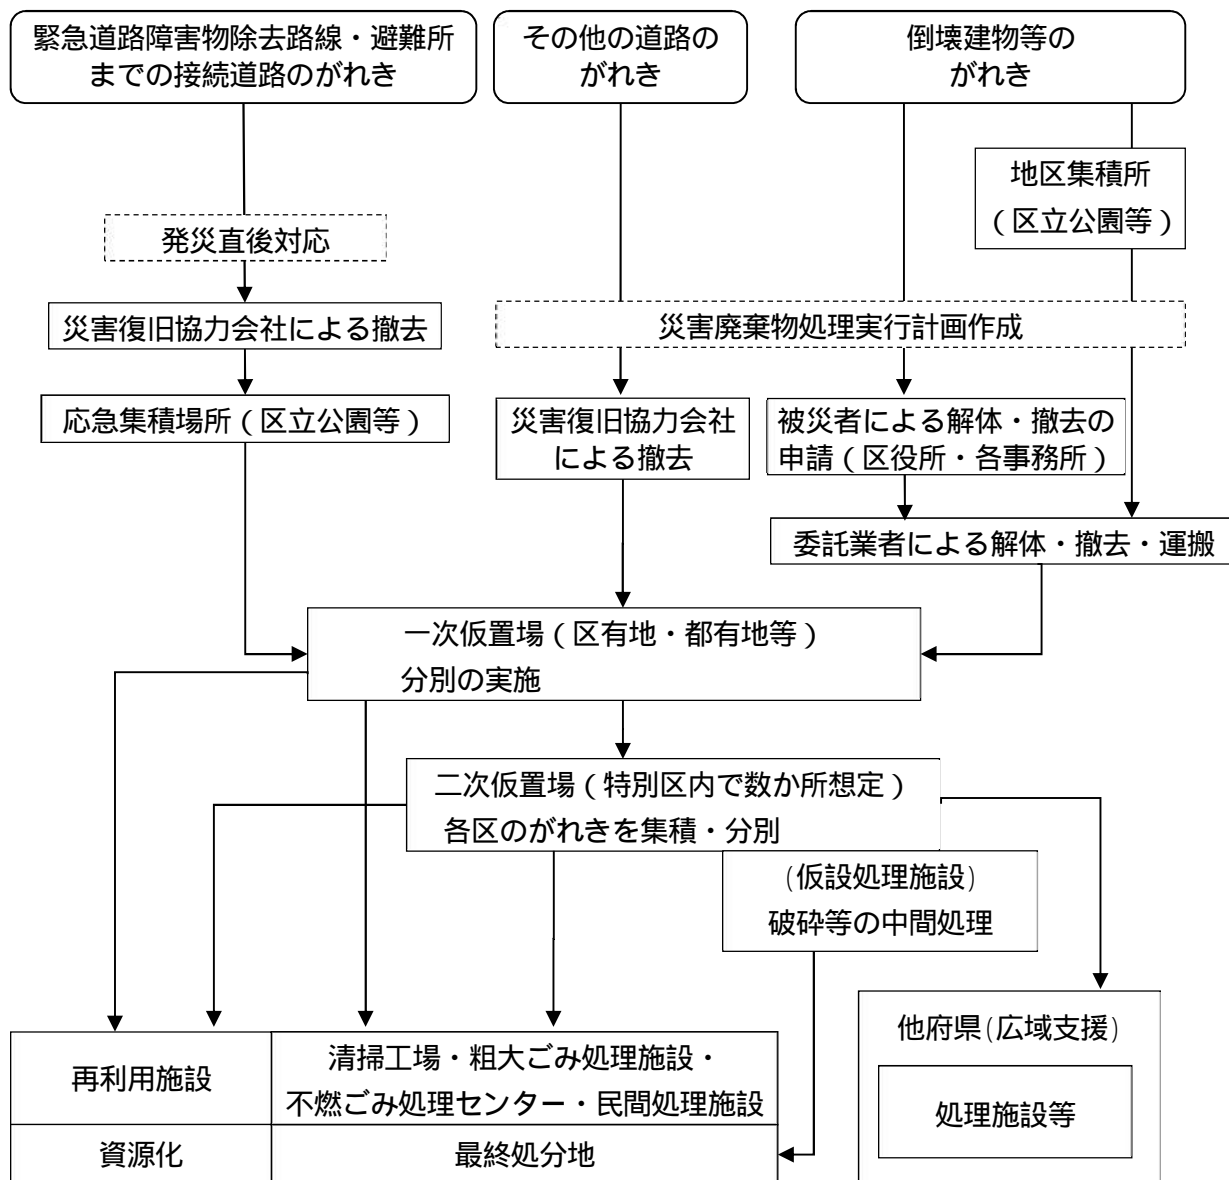 緊急道路障害物除去路線・避難所
までの接続道路のがれき
その他の道路の
がれき
倒壊建物等の
がれき
地区集積所
（区立公園等）
発災直後対応
災害復旧協力会社による撤去
災害廃棄物処理実行計画作成
応急集積場所（区立公園等）
災害復旧協力会社
による撤去
被災者による解体・撤去の
申請（区役所・各事務所）
委託業者による解体・撤去・運搬
一次仮置場（区有地・都有地等）
分別の実施
二次仮置場（特別区内で数か所想定）
各区のがれきを集積・分別
(仮設処理施設)
破砕等の中間処理
再利用施設
清掃工場・粗大ごみ処理施設・
不燃ごみ処理センター・民間処理施設
資源化
最終処分地
他府県(広域支援)
処理施設等